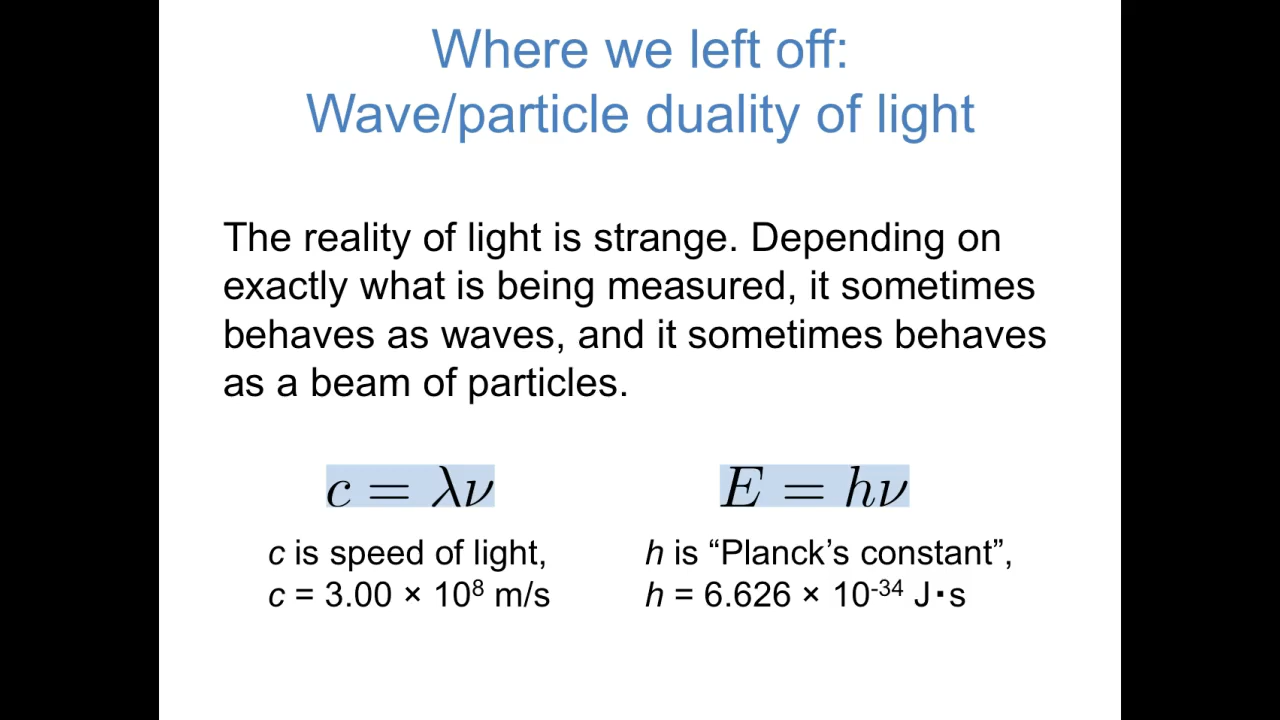 Where we left off:
Wave/particle duality of light
The reality of light is strange. Depending on
exactly what is being measured, it sometimes
behaves as waves, and it sometimes behaves
as a beam of particles.
c = λν
E = hν
c is speed of light,
c = 3.00 × 10⁸ m/s
h is “Planck’s constant”,
h = 6.626 × 10⁻³⁴ J·s